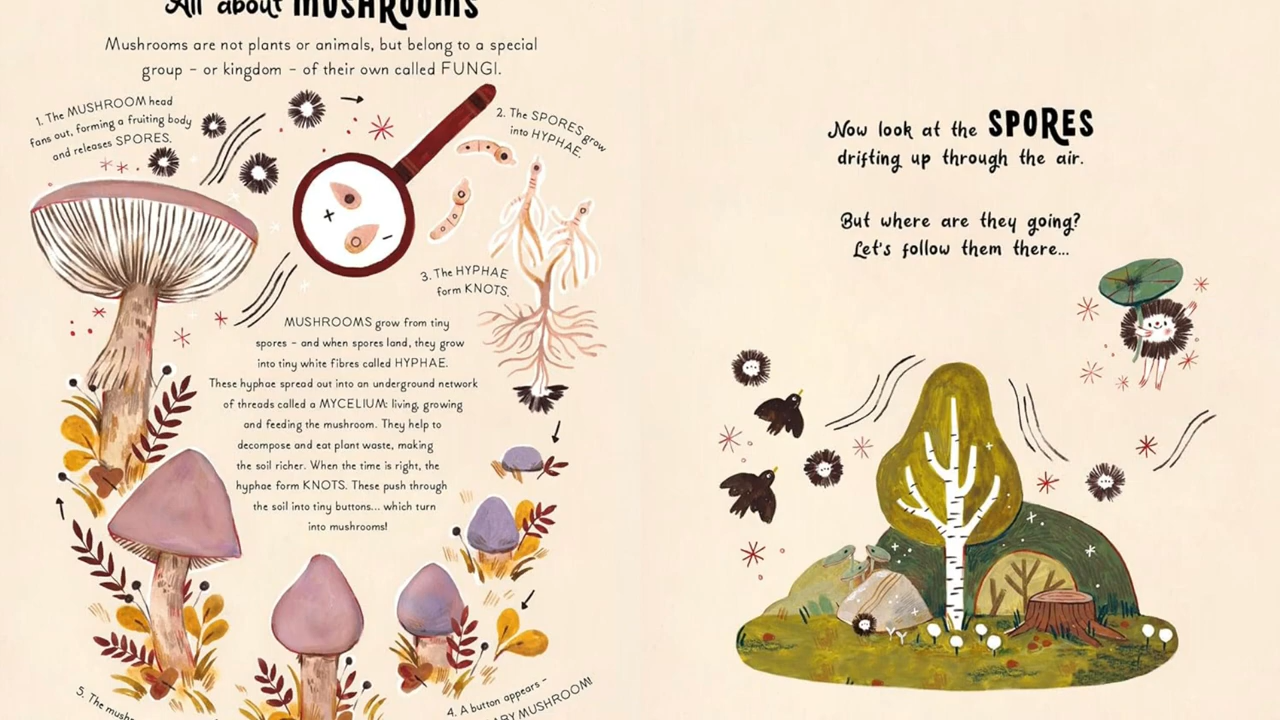 All about MUSHROOMS
Mushrooms are not plants or animals, but belong to a special
group – or kingdom – of their own called FUNGI.
1. The MUSHROOM head
fans out, forming a fruiting body
and releases SPORES.
2. The SPORES grow
into HYPHAE.
3. The HYPHAE
form KNOTS.
MUSHROOMS grow from tiny
spores – and when spores land, they grow
into tiny white fibres called HYPHAE.
These hyphae spread out into an underground network
of threads called a MYCELIUM: living, growing
and feeding the mushroom. They help to
decompose and eat plant waste, making
the soil richer. When the time is right, the
hyphae form KNOTS. These push through
the soil into tiny buttons... which turn
into mushrooms!
4. A button appears –
BABY MUSHROOM!
5. The
Now look at the SPORES
drifting up through the air.
But where are they going?
Let's follow them there...